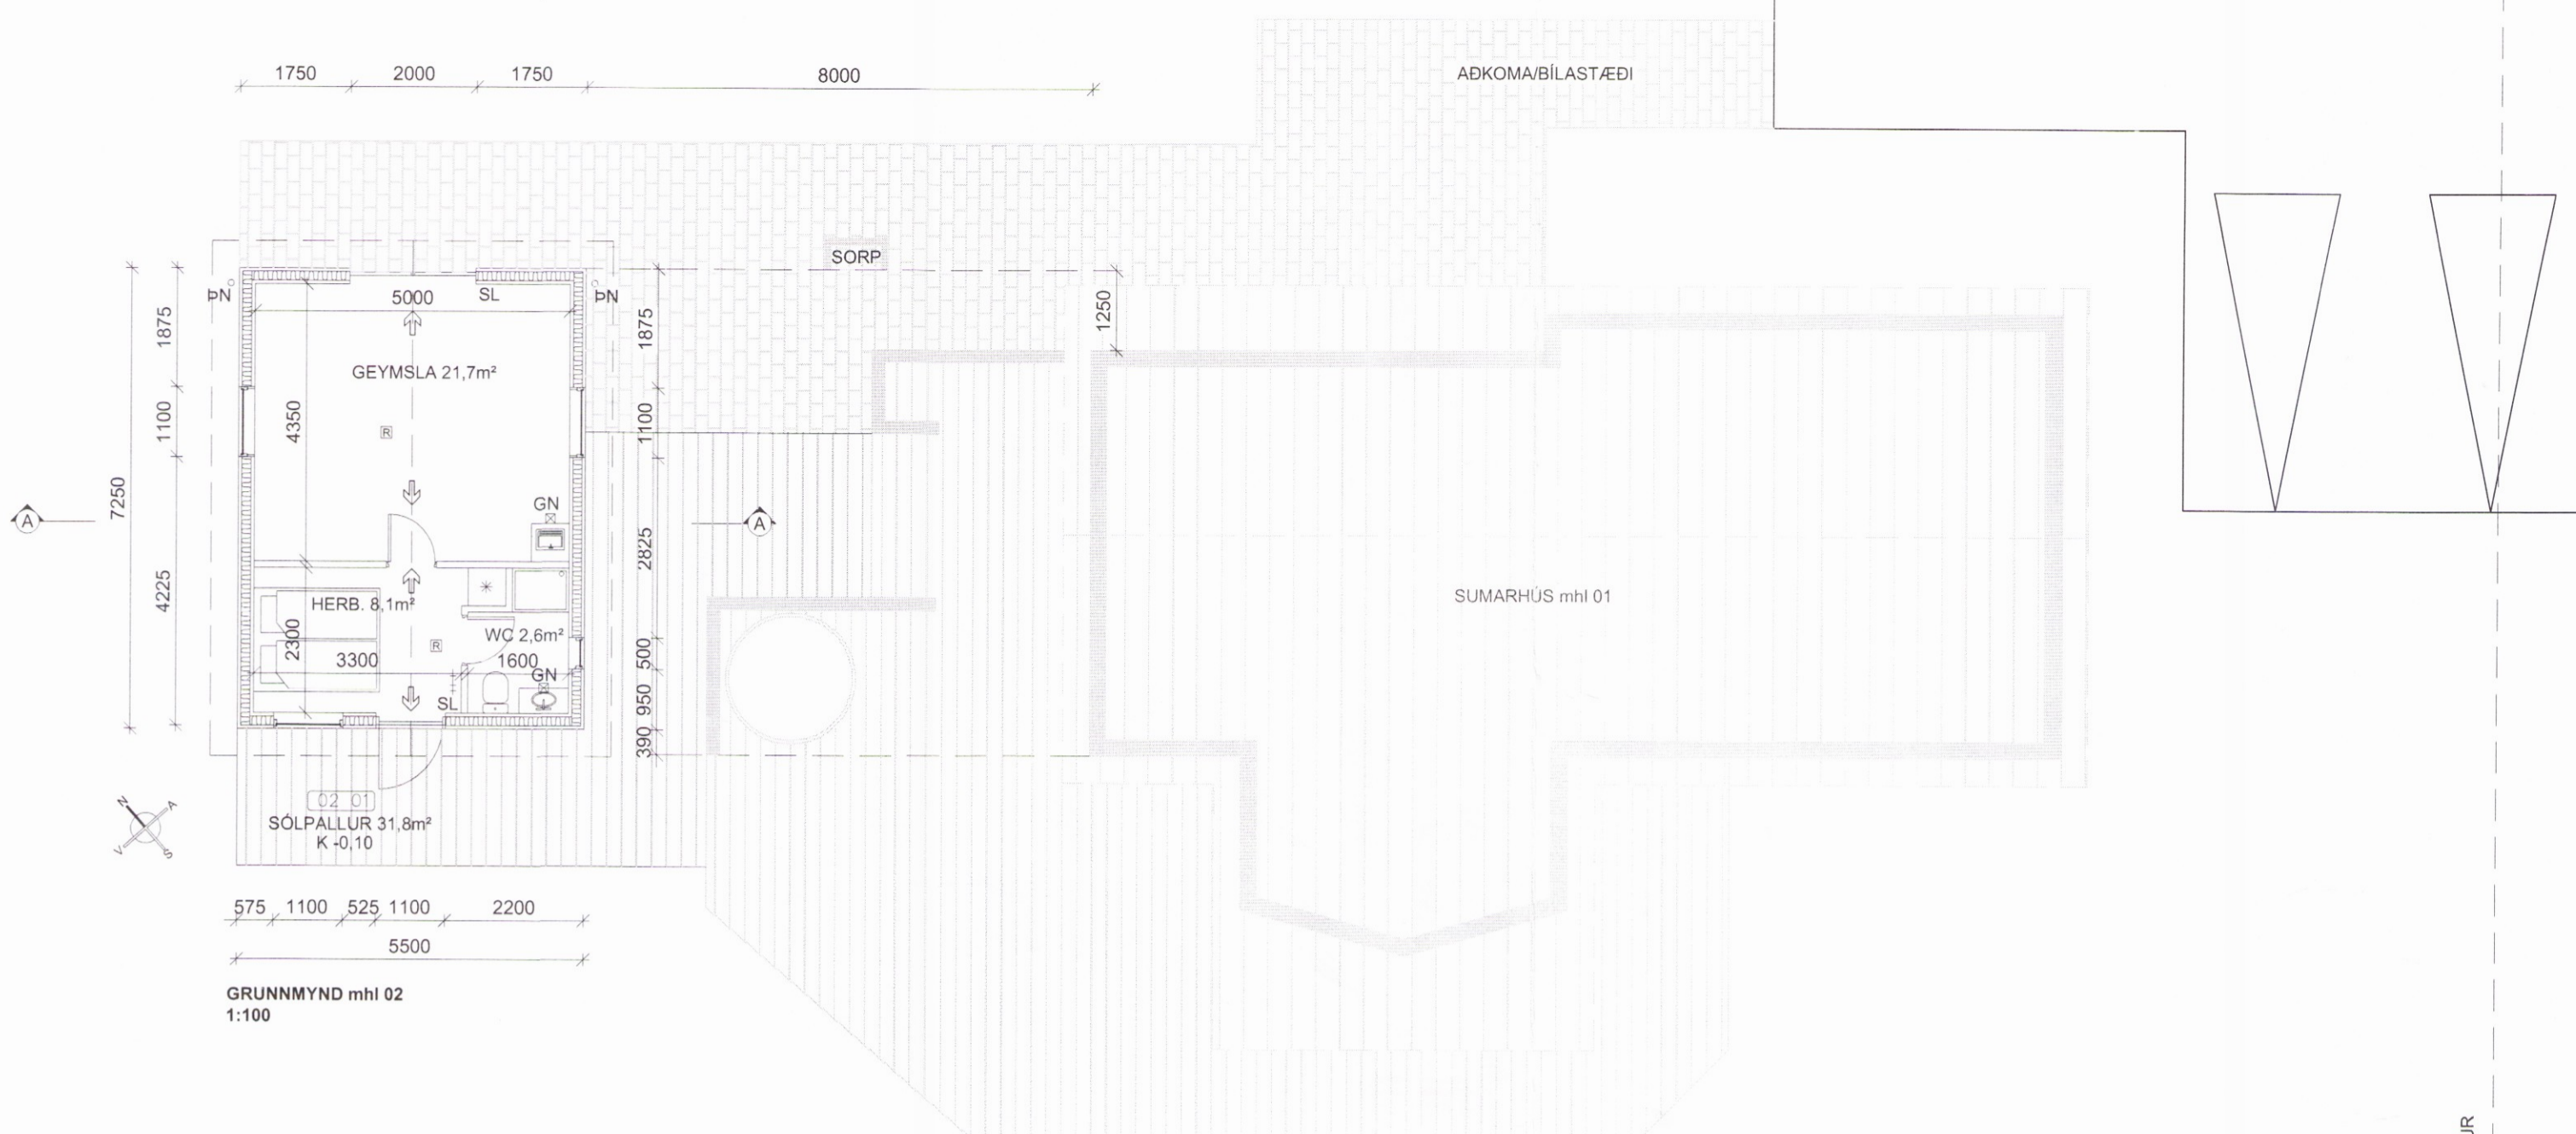 1750 2000 1750 8000
AÐKOMA/BÍLASTÆÐI
SORP
ÞN
5000
SL
ÞN
1875
1875
1250
GEYMSLA 21,7m²
1100
4350
1100
R
7250
GN
A
A
2825
4225
HERB. 8,1m²
SUMARHÚS mhl 01
WC 2,6m²
2300
R
500
3300
1600
GN
SL
950
390
02 01
N
A
V
S
SÓLPALLUR 31,8m²
K -0,10
575 1100 525 1100 2200
5500
GRUNNMYND mhl 02
1:100